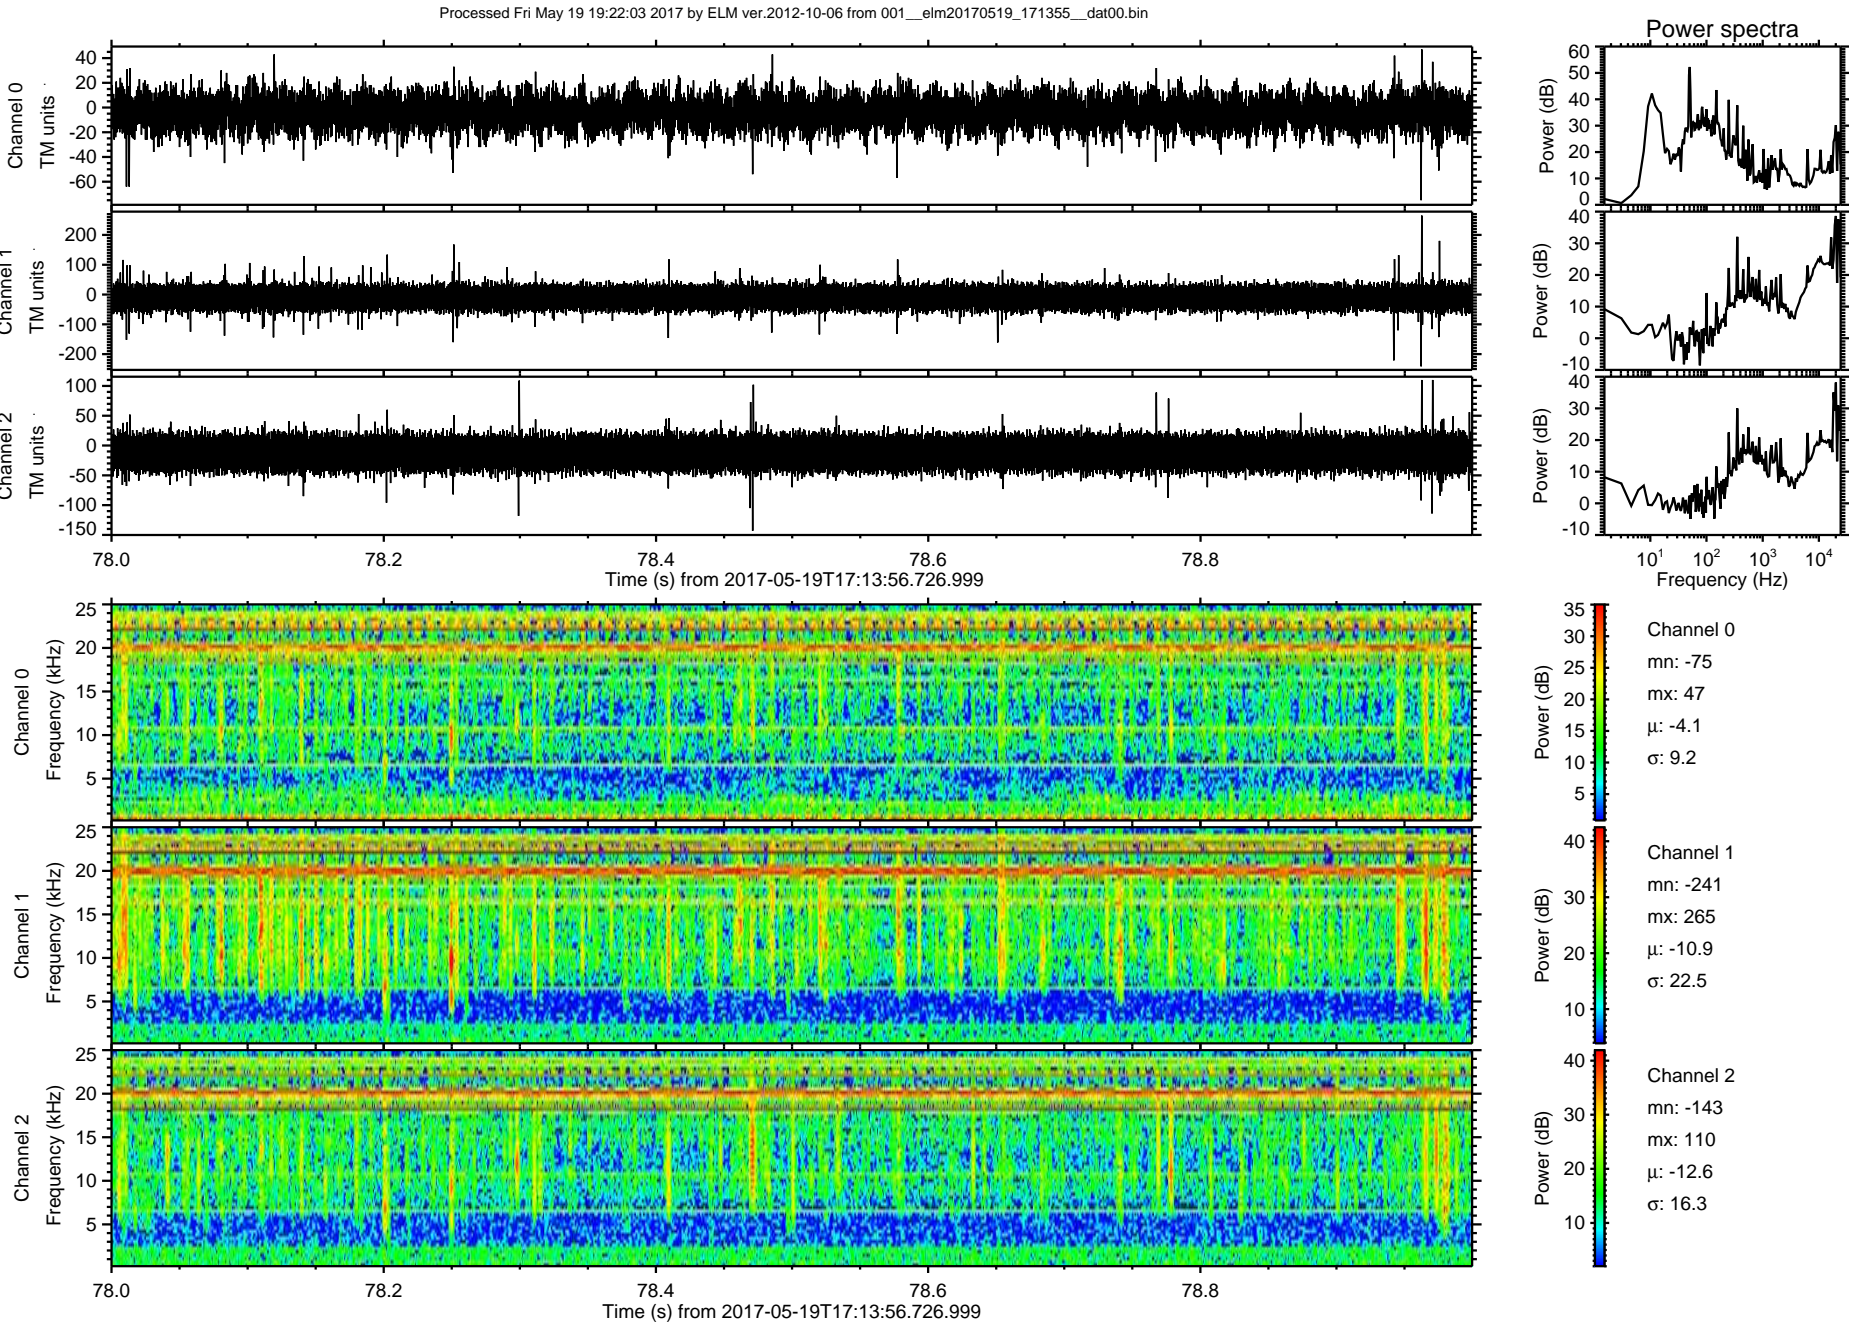 Processed Fri May 19 19:22:03 2017 by ELM ver.2012-10-06 from 001__elm20170519_171355__dat00.bin
Power spectra
Channel 0
TM units
40
20
0
-20
-40
-60
Power (dB)
60
50
40
30
20
10
0
Channel 1
TM units
200
100
0
-100
-200
Power (dB)
40
30
20
10
0
-10
Channel 2
TM units
100
50
0
-50
-100
-150
Power (dB)
40
30
20
10
0
-10
78.0 78.2 78.4 78.6 78.8
Time (s) from 2017-05-19T17:13:56.726.999
10^1 10^2 10^3 10^4
Frequency (Hz)
Channel 0
Frequency (kHz)
25
20
15
10
5
Power (dB)
35
30
25
20
15
10
5
Channel 0
mn: -75
mx: 47
μ: -4.1
σ: 9.2
Channel 1
Frequency (kHz)
25
20
15
10
5
Power (dB)
40
30
20
10
Channel 1
mn: -241
mx: 265
μ: -10.9
σ: 22.5
Channel 2
Frequency (kHz)
25
20
15
10
5
Power (dB)
40
30
20
10
Channel 2
mn: -143
mx: 110
μ: -12.6
σ: 16.3
78.0 78.2 78.4 78.6 78.8
Time (s) from 2017-05-19T17:13:56.726.999